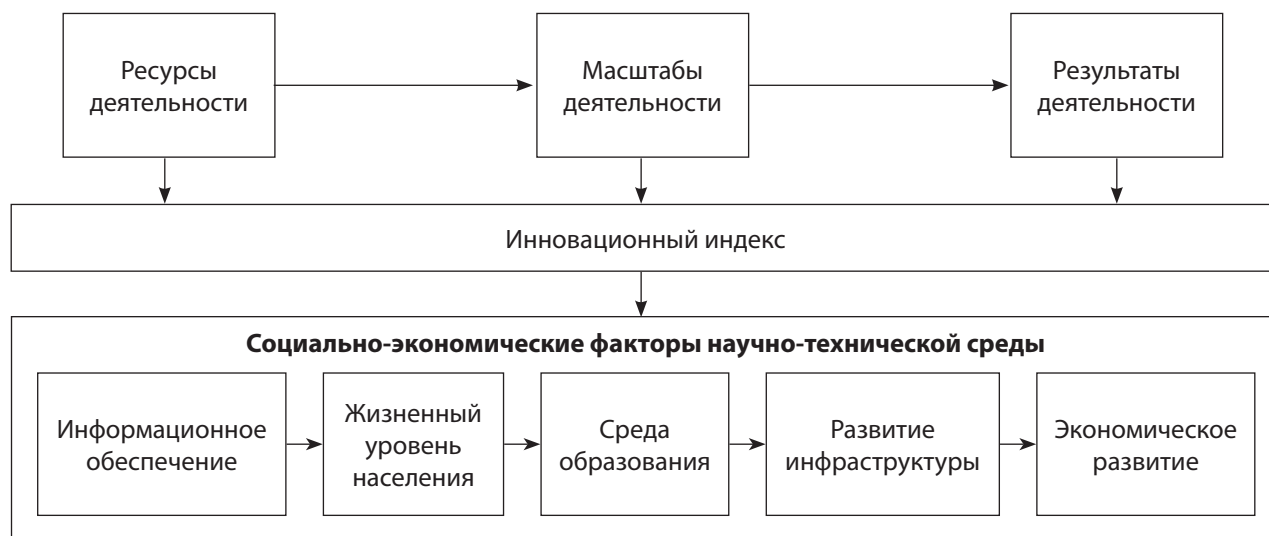 Ресурсы
деятельности
Масштабы
деятельности
Результаты
деятельности
Инновационный индекс
Социально-экономические факторы научно-технической среды
Информационное
обеспечение
Жизненный
уровень
населения
Среда
образования
Развитие
инфраструктуры
Экономическое
развитие